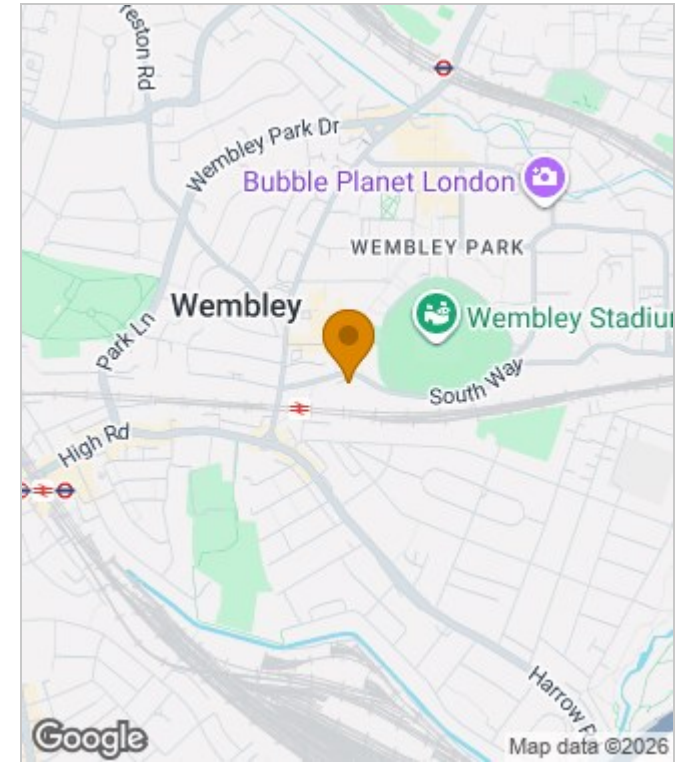 reston Rd
Wembley Park Dr
Bubble Planet London
WEMBLEY PARK
Wembley
Wembley Stadiu
Park Ln
South Way
High Rd
Harrow R
Google
Map data ©2026